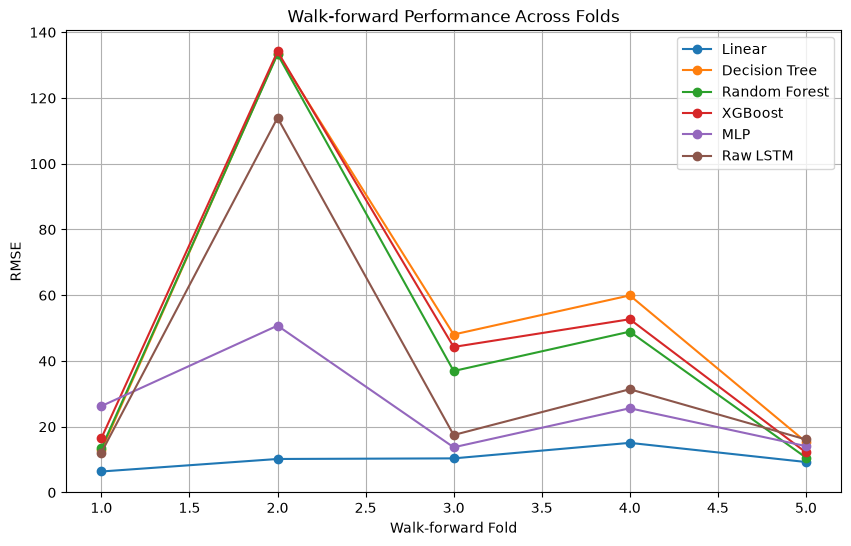 Walk-forward Performance Across Folds
140
120
100
80
60
40
20
0
RMSE
1.0 1.5 2.0 2.5 3.0 3.5 4.0 4.5 5.0
Walk-forward Fold
Linear
Decision Tree
Random Forest
XGBoost
MLP
Raw LSTM